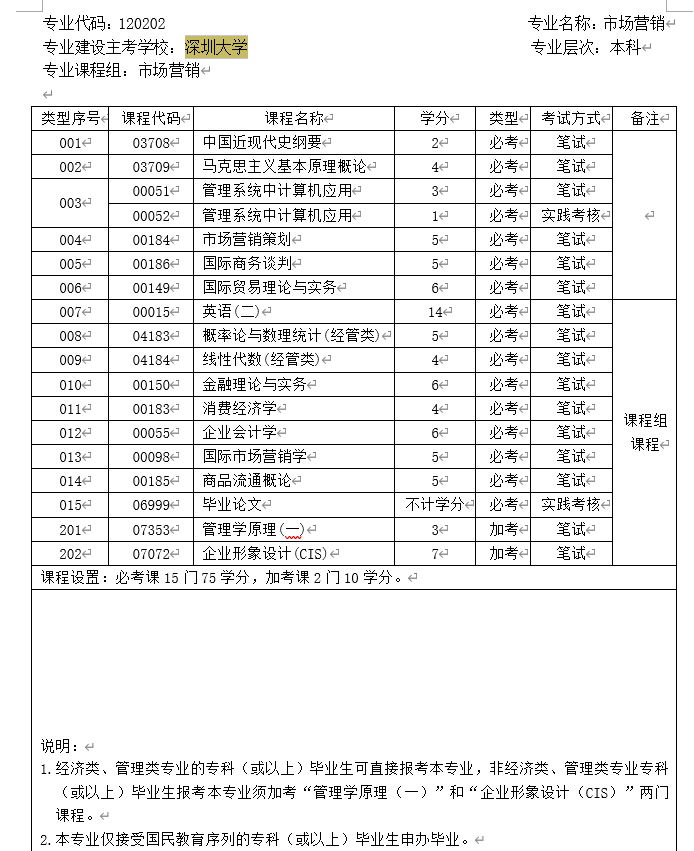 专业代码：120202 专业名称：市场营销
专业建设主考学校：深圳大学 专业层次：本科
专业课程组：市场营销
类型序号 课程代码 课程名称 学分 类型 考试方式 备注
001 03708 中国近现代史纲要 2 必考 笔试
002 03709 马克思主义基本原理概论 4 必考 笔试
003 00051 管理系统中计算机应用 3 必考 笔试
00052 管理系统中计算机应用 1 必考 实践考核
004 00184 市场营销策划 5 必考 笔试
005 00186 国际商务谈判 5 必考 笔试
006 00149 国际贸易理论与实务 6 必考 笔试
007 00015 英语(二) 14 必考 笔试
008 04183 概率论与数理统计(经管类) 5 必考 笔试
009 04184 线性代数(经管类) 4 必考 笔试
010 00150 金融理论与实务 6 必考 笔试
011 00183 消费经济学 4 必考 笔试
012 00055 企业会计学 6 必考 笔试 课程组
013 00098 国际市场营销学 5 必考 笔试 课程
014 00185 商品流通概论 5 必考 笔试
015 06999 毕业论文 不计学分 必考 实践考核
201 07353 管理学原理(一) 3 加考 笔试
202 07072 企业形象设计(CIS) 7 加考 笔试
课程设置：必考课 15 门 75 学分，加考课 2 门 10 学分。
说明：
1. 经济类、管理类专业的专科（或以上）毕业生可直接报考本专业，非经济类、管理类专业专科
（或以上）毕业生报考本专业须加考“管理学原理（一）”和“企业形象设计（CIS）”两门
课程。
2. 本专业仅接受国民教育序列的专科（或以上）毕业生申办毕业。